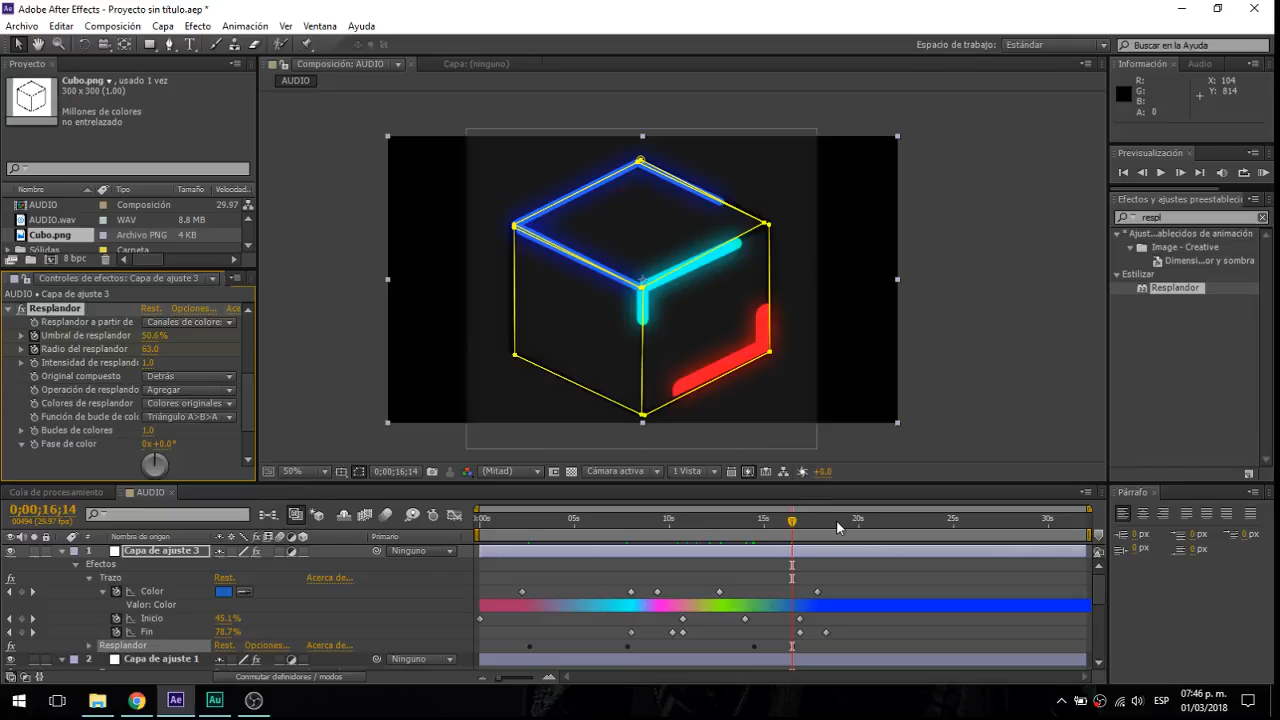 Adobe After Effects - Proyecto sin título.aep *
Archivo Editar Composición Capa Efecto Animación Ver Ventana Ayuda
Espacio de trabajo: Estándar
Buscar en la Ayuda
Proyecto
Cubo.png, usado 1 vez
300 x 300 (1.00)
Millones de colores
no entrelazado
Nombre Tipo Tamaño Velocidad...
AUDIO Composición 29.97
AUDIO.wav WAV 8.8 MB
Cubo.png Archivo PNG 4 KB
Sólidas Carpeta
8 bpc
Controles de efectos: Capa de ajuste 3
AUDIO • Capa de ajuste 3
Resplandor Rest. Opciones... Ace
Resplandor a partir de Canales de colore
Umbral de resplandor 50.6%
Radio del resplandor 63.0
Intensidad de resplando 1.0
Original compuesto Detrás
Operación de resplando Agregar
Colores de resplandor Colores originales
Función de bucle de colo Triángulo A>B>A
Bucles de colores 1.0
Fase de color 0x+0.0°
Composición: AUDIO
Capa: (ninguno)
AUDIO
50% 0;00;16;14 (Mitad) Cámara activa 1 Vista +0.0
Información Audio
R:
G:
B:
A: 0
X: 104
Y: 814
Previsualización
Efectos y ajustes preestablecic
respl
* Ajust...ablecidos de animación
Image - Creative
Dimensi...or y sombra
Estilizar
Resplandor
Párrafo
0 px 0 px 0 px
0 px 0 px
Cola de procesamiento AUDIO
0;00;16;14
00494 (29.97 fps)
:00s 05s 10s 15s 20s 25s 30s
# Nombre de origen Primario
1 Capa de ajuste 3 Ninguno
Efectos
Trazo Rest. Acerca de...
Color
Valor: Color
Inicio 45.1%
Fin 78.7%
Resplandor Rest. Opciones... Acerca de...
2 Capa de ajuste 1 Ninguno
Conmutar definidores / modos
ESP
07:46 p. m.
01/03/2018